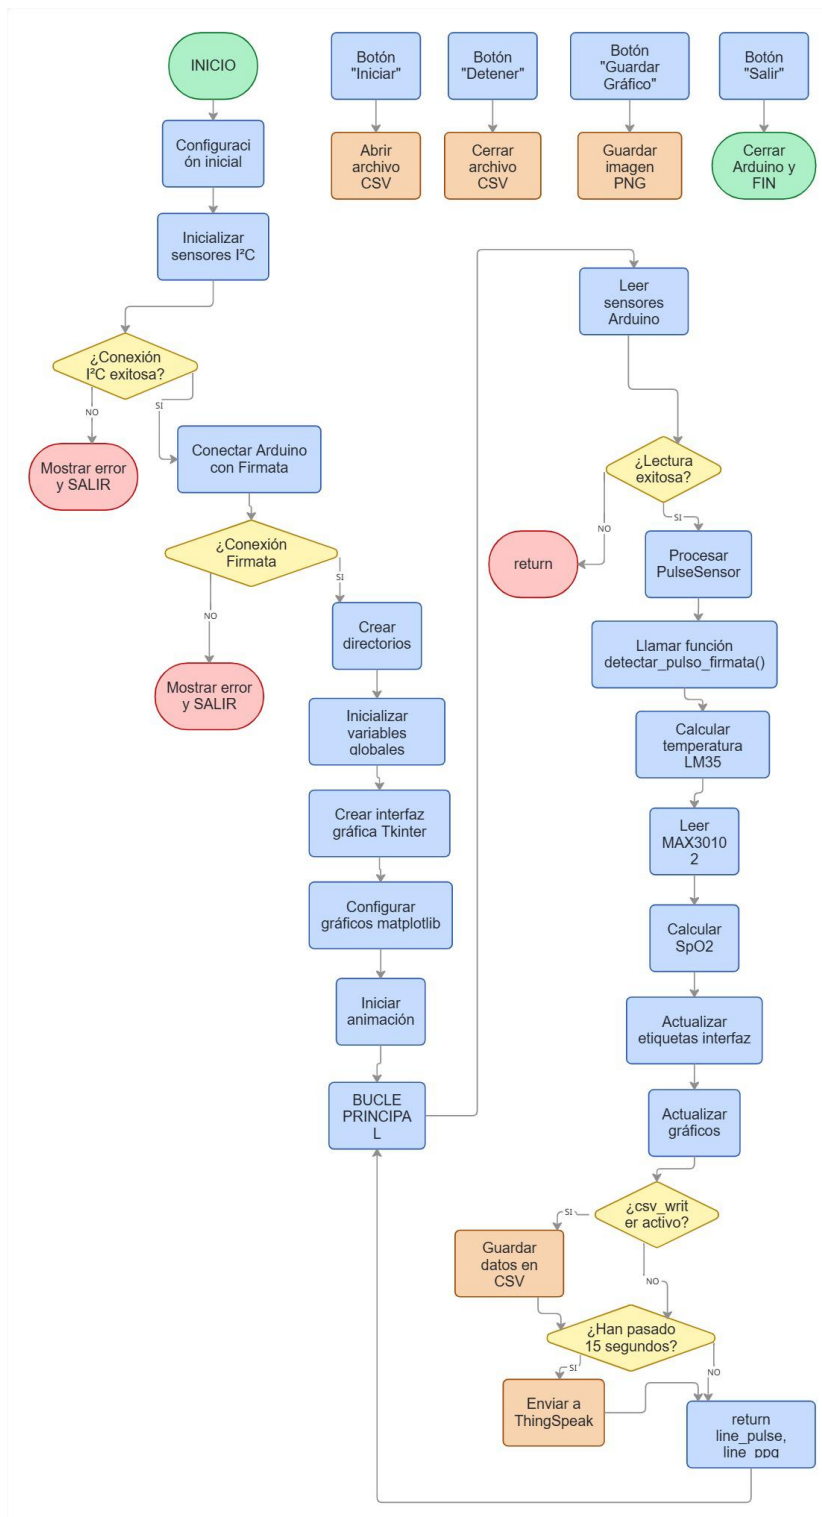 INICIO
Configuraci
ón inicial
Inicializar
sensores I²C
¿Conexión
I²C exitosa?
NO
SI
Mostrar error
y SALIR
Conectar Arduino
con Firmata
¿Conexión
Firmata
NO
SI
Mostrar error
y SALIR
Crear
directorios
Inicializar
variables
globales
Crear interfaz
gráfica Tkinter
Configurar
gráficos matplotlib
Iniciar
animación
BUCLE
PRINCIPA
L
Botón
"Iniciar"
Abrir
archivo
CSV
Botón
"Detener"
Cerrar
archivo
CSV
Botón
"Guardar
Gráfico"
Guardar
imagen
PNG
Botón
"Salir"
Cerrar
Arduino y
FIN
Leer
sensores
Arduino
¿Lectura
exitosa?
NO
SI
return
Procesar
PulseSensor
Llamar función
detectar_pulso_firmata()
Calcular
temperatura
LM35
Leer
MAX3010
2
Calcular
SpO2
Actualizar
etiquetas interfaz
Actualizar
gráficos
¿csv_writ
er activo?
SI
NO
Guardar
datos en
CSV
¿Han pasado
15 segundos?
SI
NO
Enviar a
ThingSpeak
return
line_pulse,
line_ppg